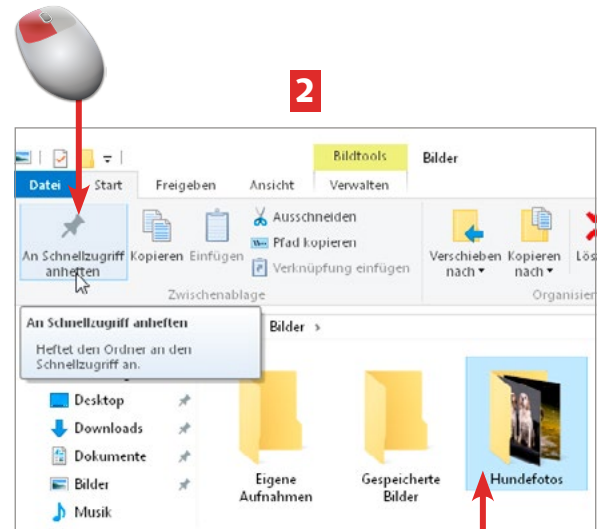 2
Bildtools Bilder
Datei Start Freigeben Ansicht Verwalten
An Schnellzugriff anheften
Kopieren Einfügen
Ausschneiden
Pfad kopieren
Verknüpfung einfügen
Verschieben nach
Kopieren nach
Lös
Zwischenablage
Organisier
An Schnellzugriff anheften
Heftet den Ordner an den
Schnellzugriff an.
Bilder
Desktop
Downloads
Dokumente
Bilder
Musik
Eigene
Aufnahmen
Gespeicherte
Bilder
Hundefotos